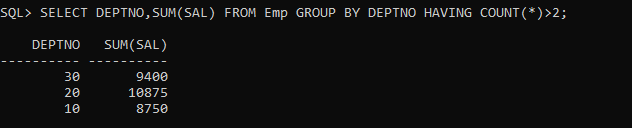 SQL> SELECT DEPTNO,SUM(SAL) FROM Emp GROUP BY DEPTNO HAVING COUNT(*)>2;
    DEPTNO   SUM(SAL)
---------- ----------
        30       9400
        20      10875
        10       8750